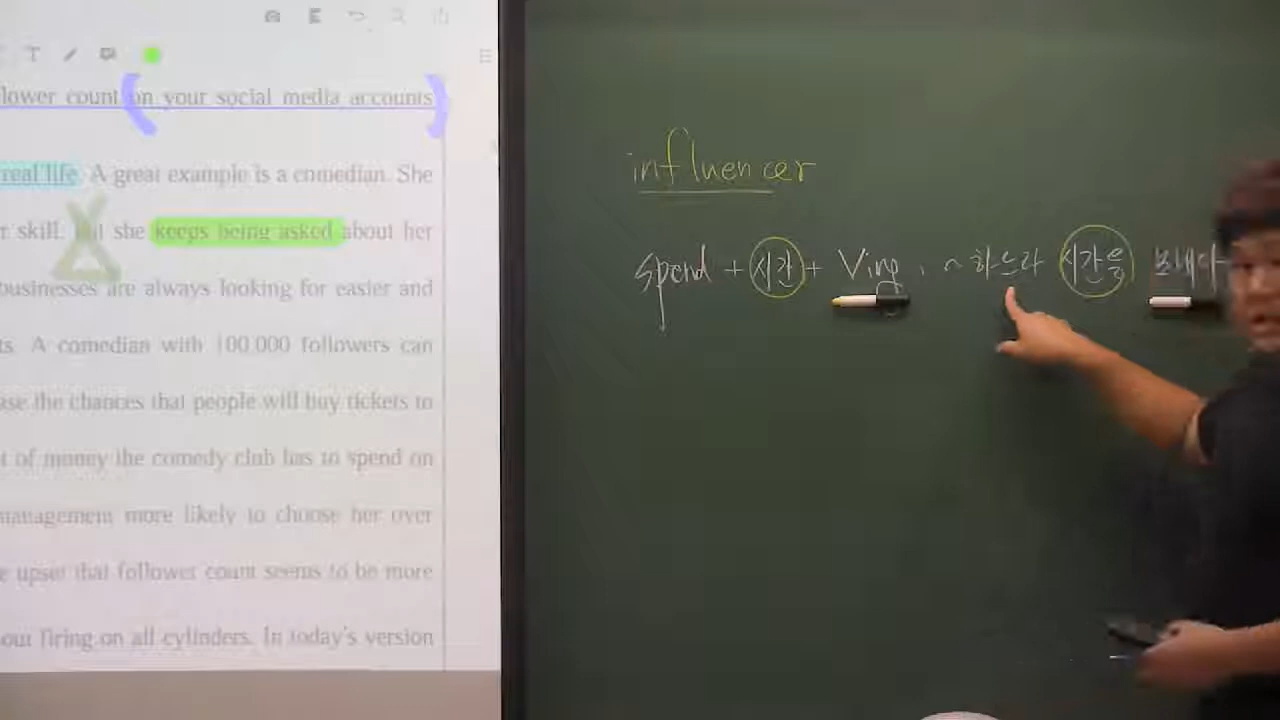 lower count on your social media accounts
real life. A great example is a comedian. She
r skill. But she keeps being asked about her
businesses are always looking for easier and
ts. A comedian with 100,000 followers can
ase the chances that people will buy tickets to
t of money the comedy club has to spend on
management more likely to choose her over
e upset that follower count seems to be more
out firing on all cylinders. In today's version
influencer
spend + 시간 + Ving , ~하느라 시간을 보내다